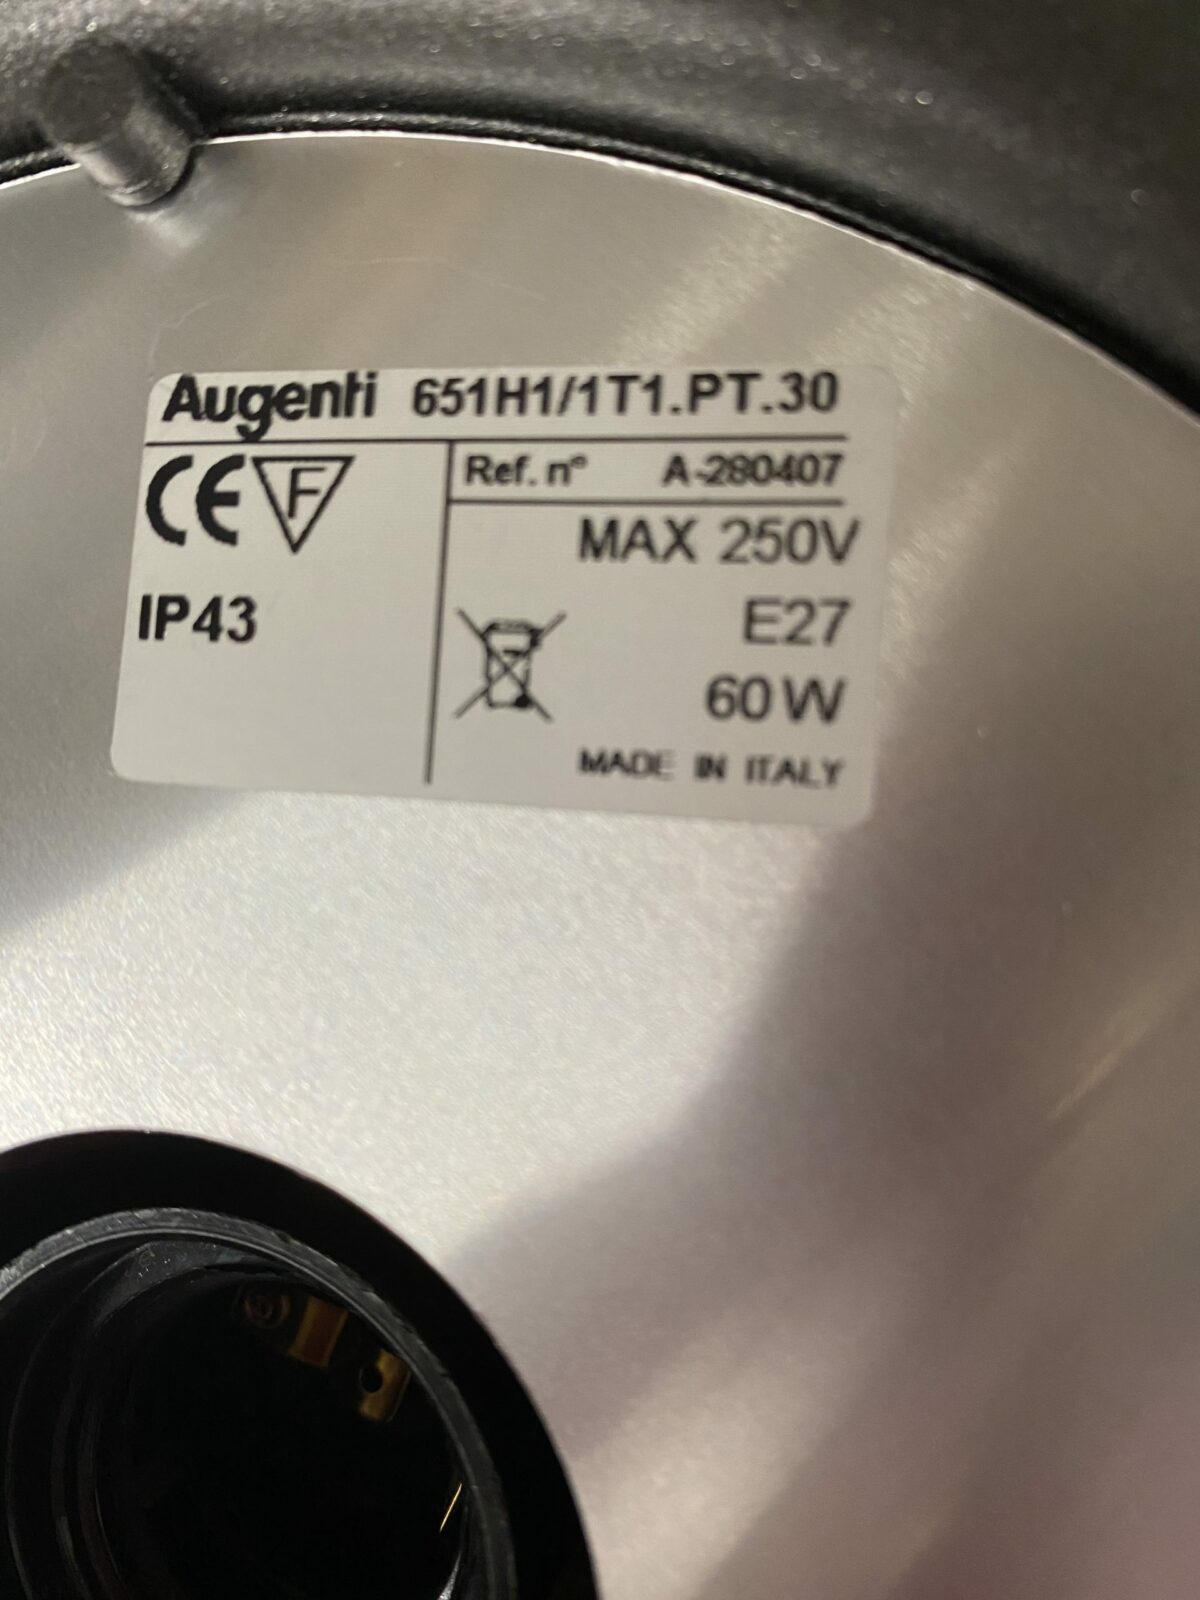 Augenti 651H1/1T1.PT.30
CE F Ref. n° A-280407
MAX 250V
IP43 E27
60W
MADE IN ITALY